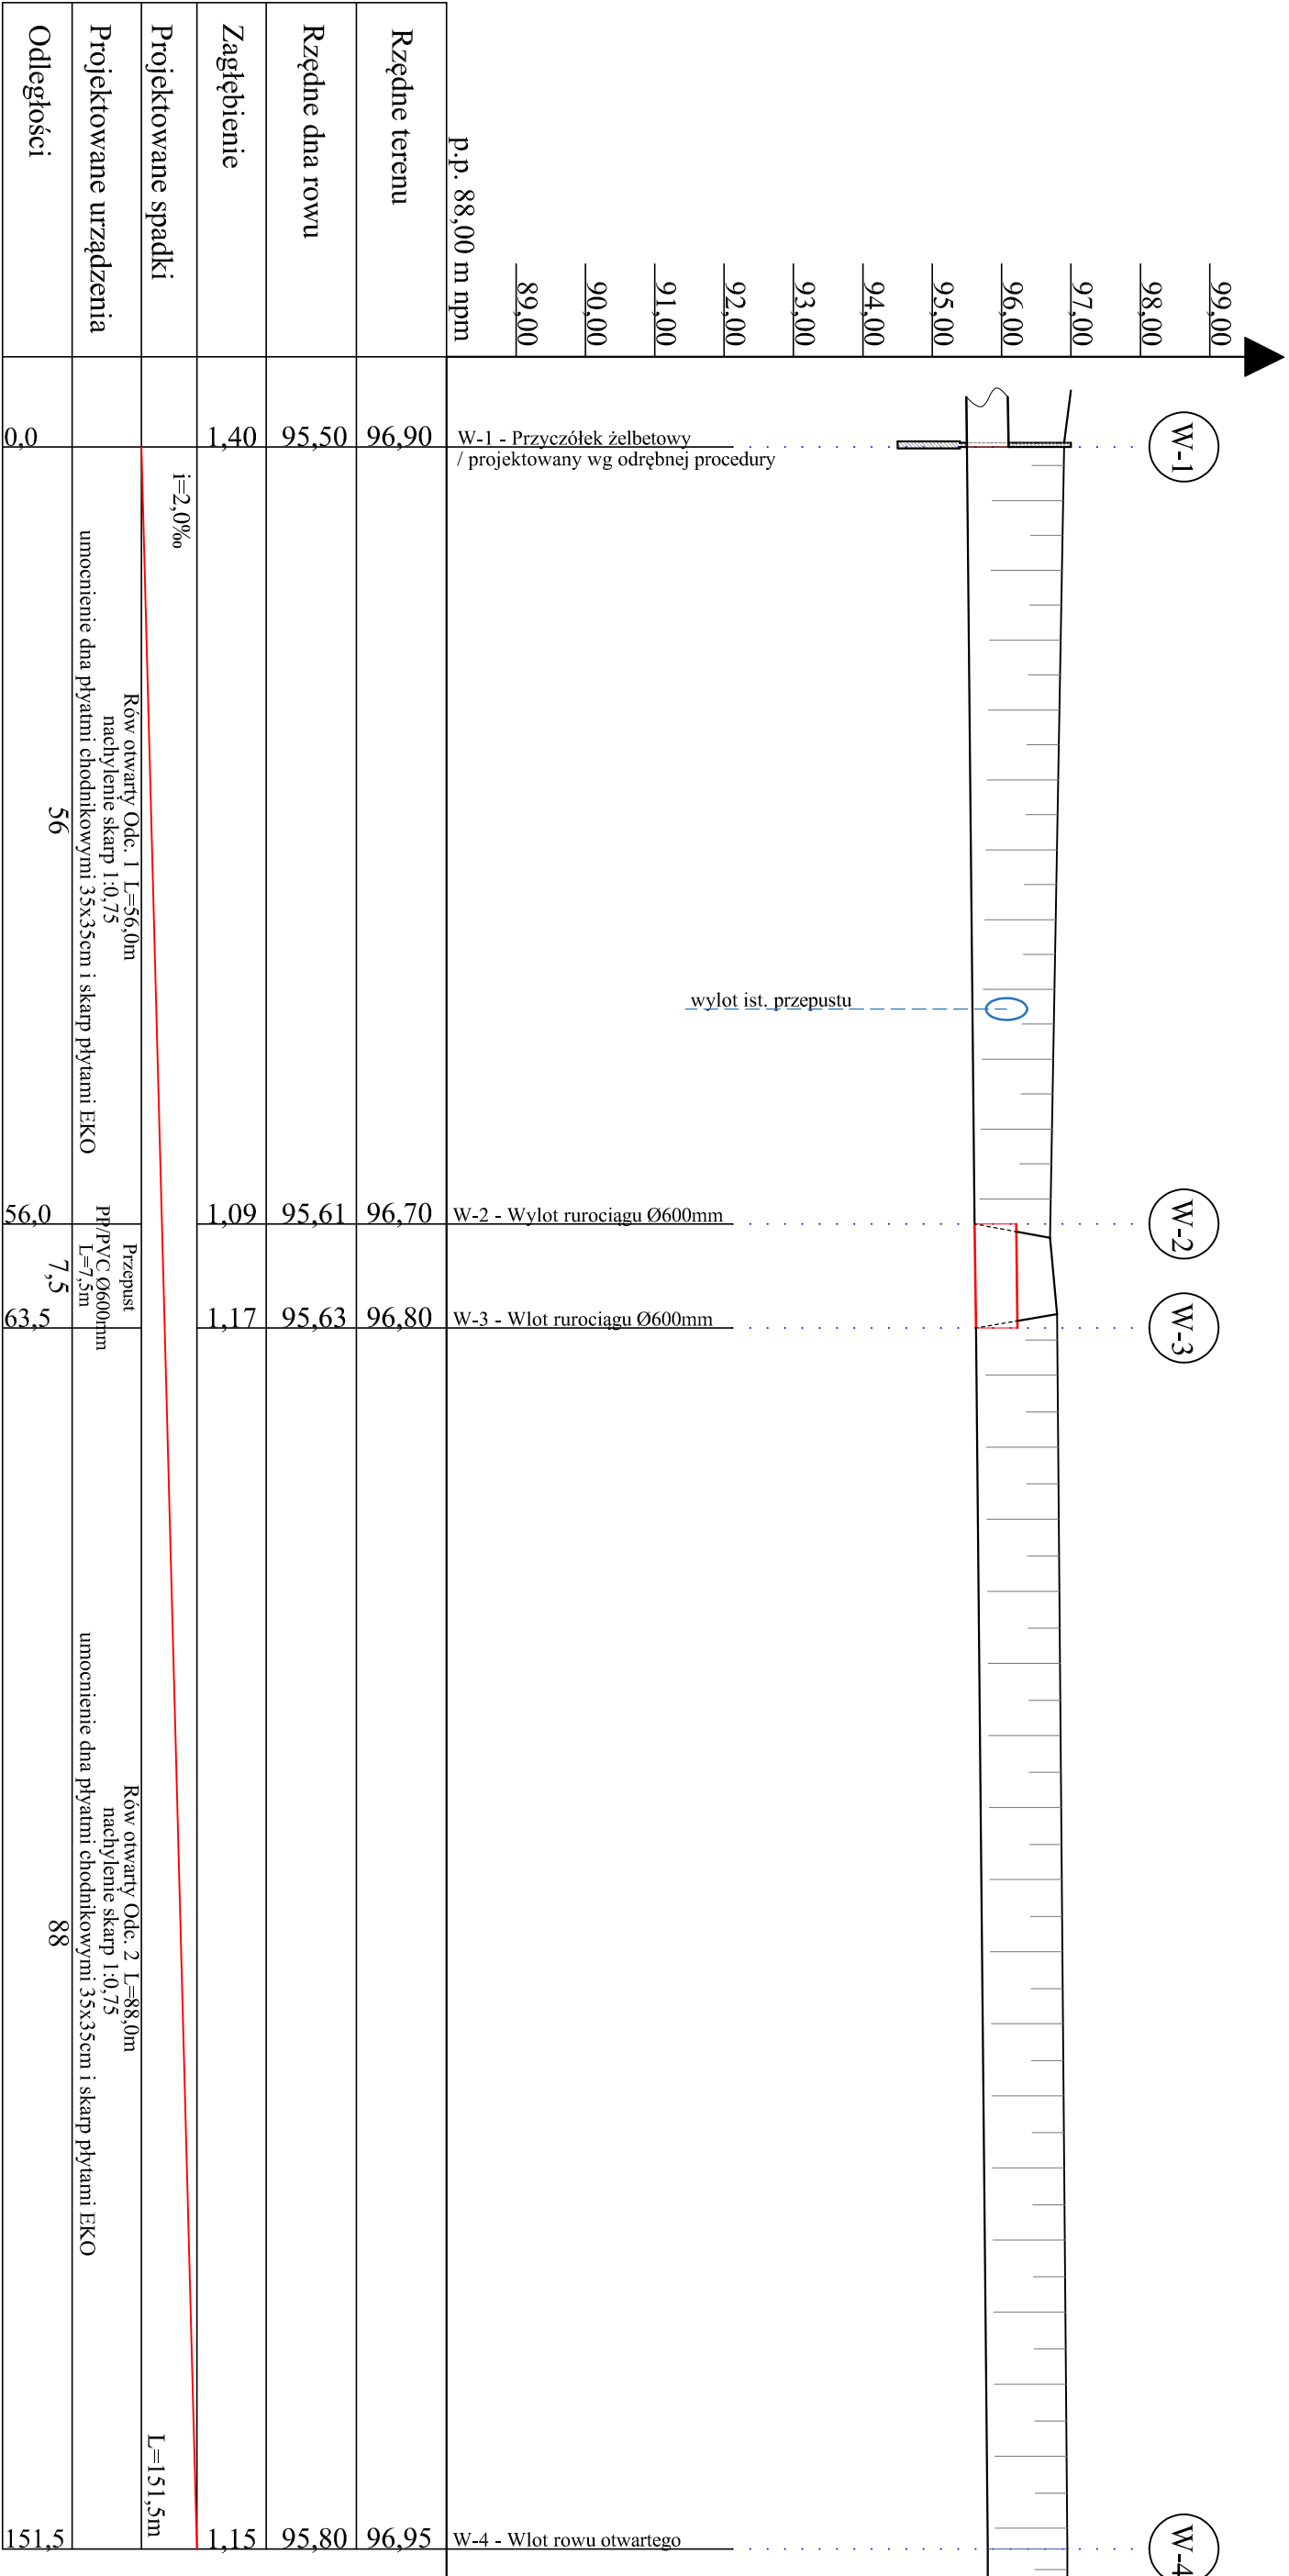 99,00
98,00
97,00
96,00
95,00
94,00
93,00
92,00
91,00
90,00
89,00
p.p. 88,00 m npm
Rzędne terenu
Rzędne dna rowu
Zagłębienie
Projektowane spadki
Projektowane urządzenia
Odległości
W-1
W-1 - Przyczółek żelbetowy
/ projektowany wg odrębnej procedury
96,90
95,50
1,40
0,0
i=2,0‰
Rów otwarty Odc. 1 L=56,0m
nachylenie skarp 1:0,75
umocnienie dna płyatmi chodnikowymi 35x35cm i skarp płytami EKO
56
wylot ist. przepustu
W-2
W-2 - Wylot rurociągu Ø600mm
96,70
95,61
1,09
56,0
Przepust
PP/PVC Ø600mm
L=7,5m
7,5
W-3
W-3 - Wlot rurociągu Ø600mm
96,80
95,63
1,17
63,5
Rów otwarty Odc. 2 L=88,0m
nachylenie skarp 1:0,75
umocnienie dna płyatmi chodnikowymi 35x35cm i skarp płytami EKO
88
L=151,5m
W-4
W-4 - Wlot rowu otwartego
96,95
95,80
1,15
151,5